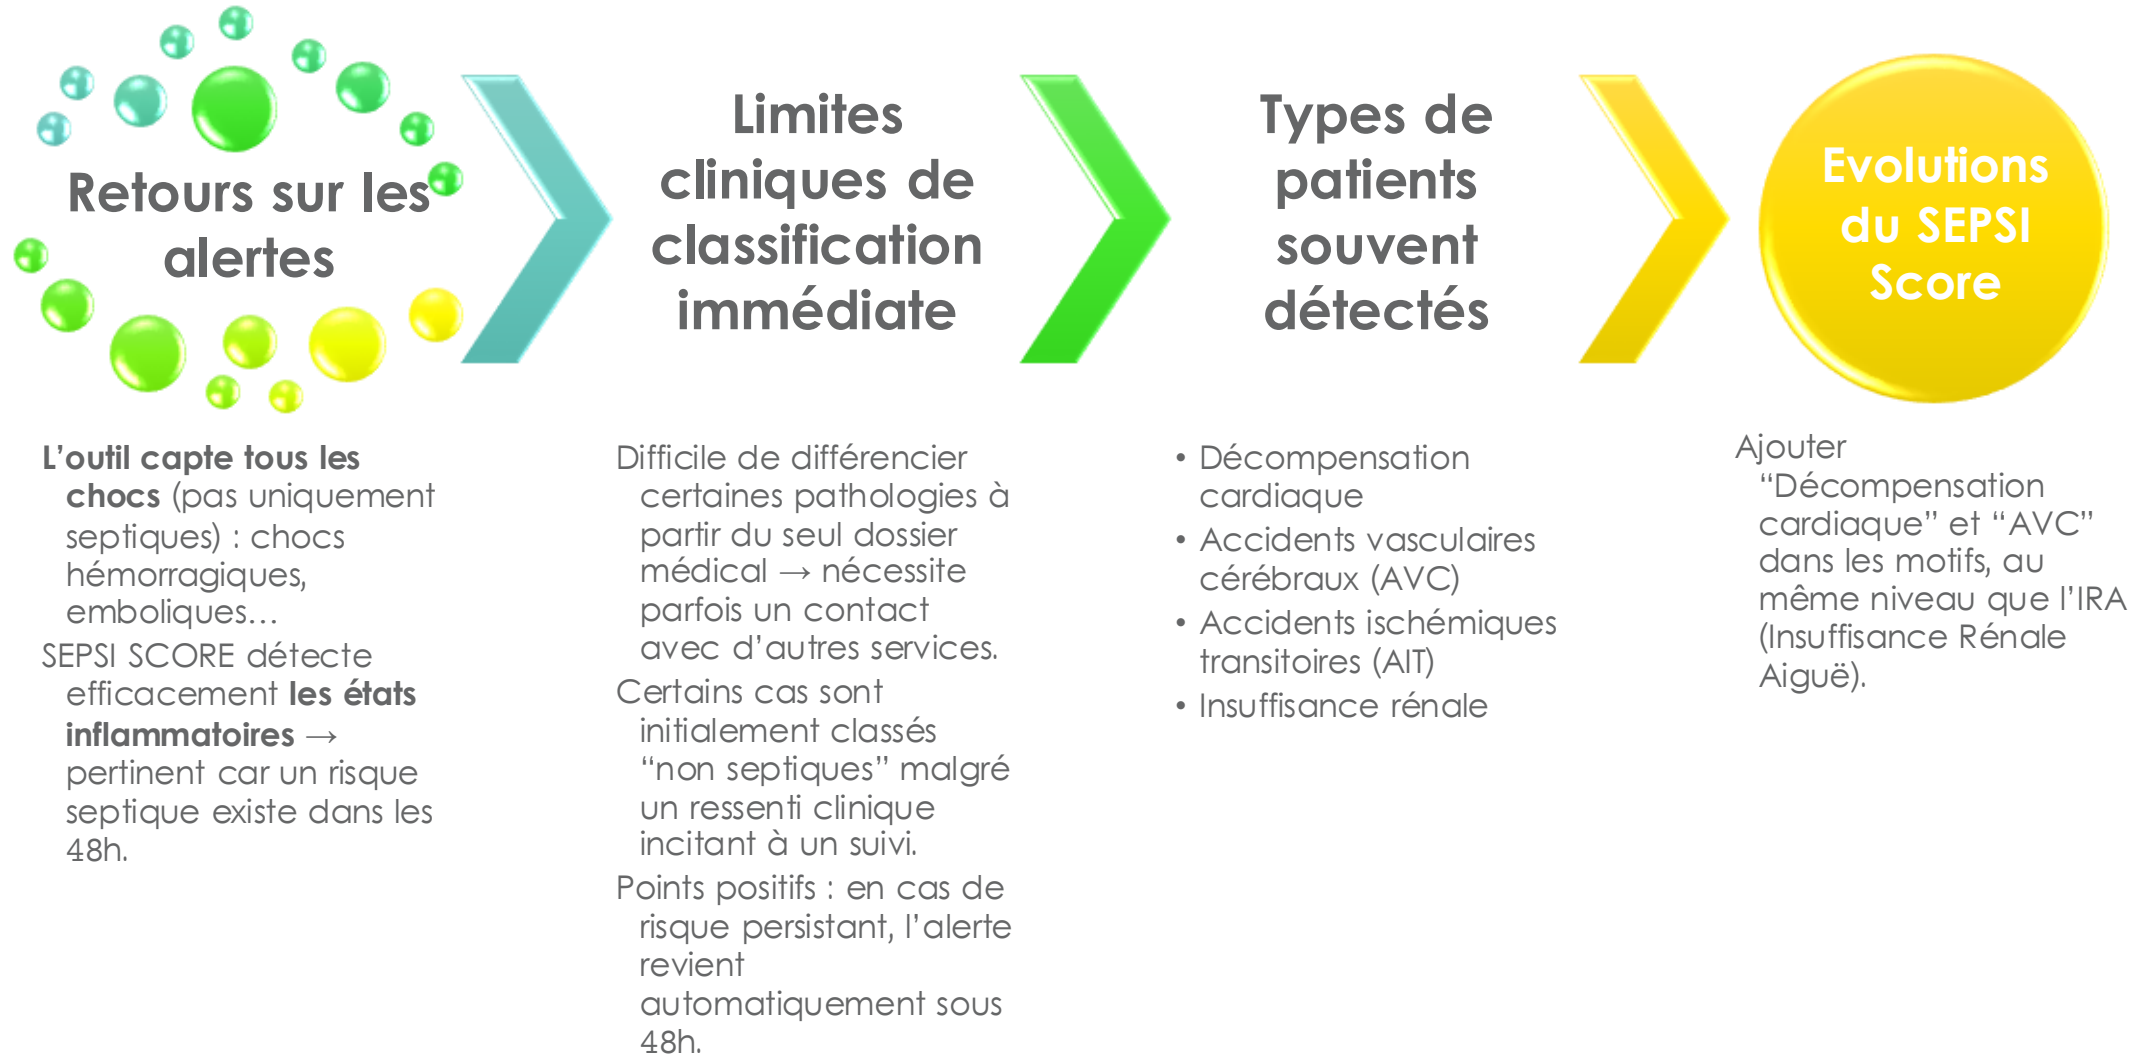 Retours sur les
alertes
L’outil capte tous les
chocs (pas uniquement
septiques) : chocs
hémorragiques,
emboliques…
SEPSI SCORE détecte
efficacement les états
inflammatoires →
pertinent car un risque
septique existe dans les
48h.
Limites
cliniques de
classification
immédiate
Difficile de différencier
certaines pathologies à
partir du seul dossier
médical → nécessite
parfois un contact
avec d’autres services.
Certains cas sont
initialement classés
“non septiques” malgré
un ressenti clinique
incitant à un suivi.
Points positifs : en cas de
risque persistant, l’alerte
revient
automatiquement sous
48h.
Types de
patients
souvent
détectés
• Décompensation
cardiaque
• Accidents vasculaires
cérébraux (AVC)
• Accidents ischémiques
transitoires (AIT)
• Insuffisance rénale
Evolutions
du SEPSI
Score
Ajouter
“Décompensation
cardiaque” et “AVC”
dans les motifs, au
même niveau que l’IRA
(Insuffisance Rénale
Aiguë).